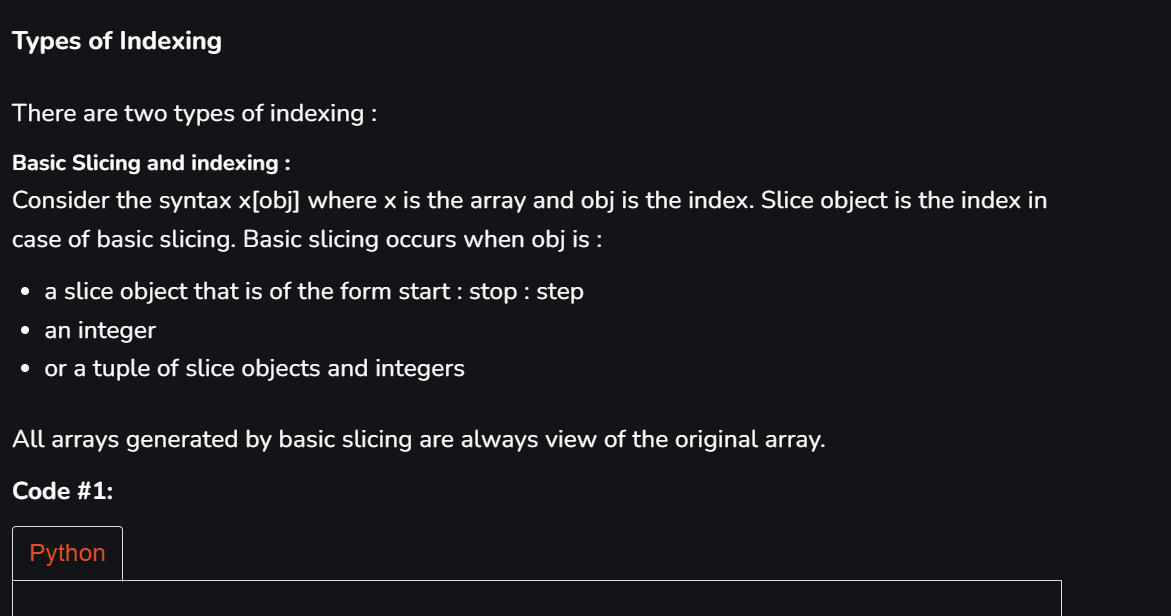 Types of Indexing
There are two types of indexing :
Basic Slicing and indexing :
Consider the syntax x[obj] where x is the array and obj is the index. Slice object is the index in
case of basic slicing. Basic slicing occurs when obj is :
• a slice object that is of the form start : stop : step
• an integer
• or a tuple of slice objects and integers
All arrays generated by basic slicing are always view of the original array.
Code #1:
Python